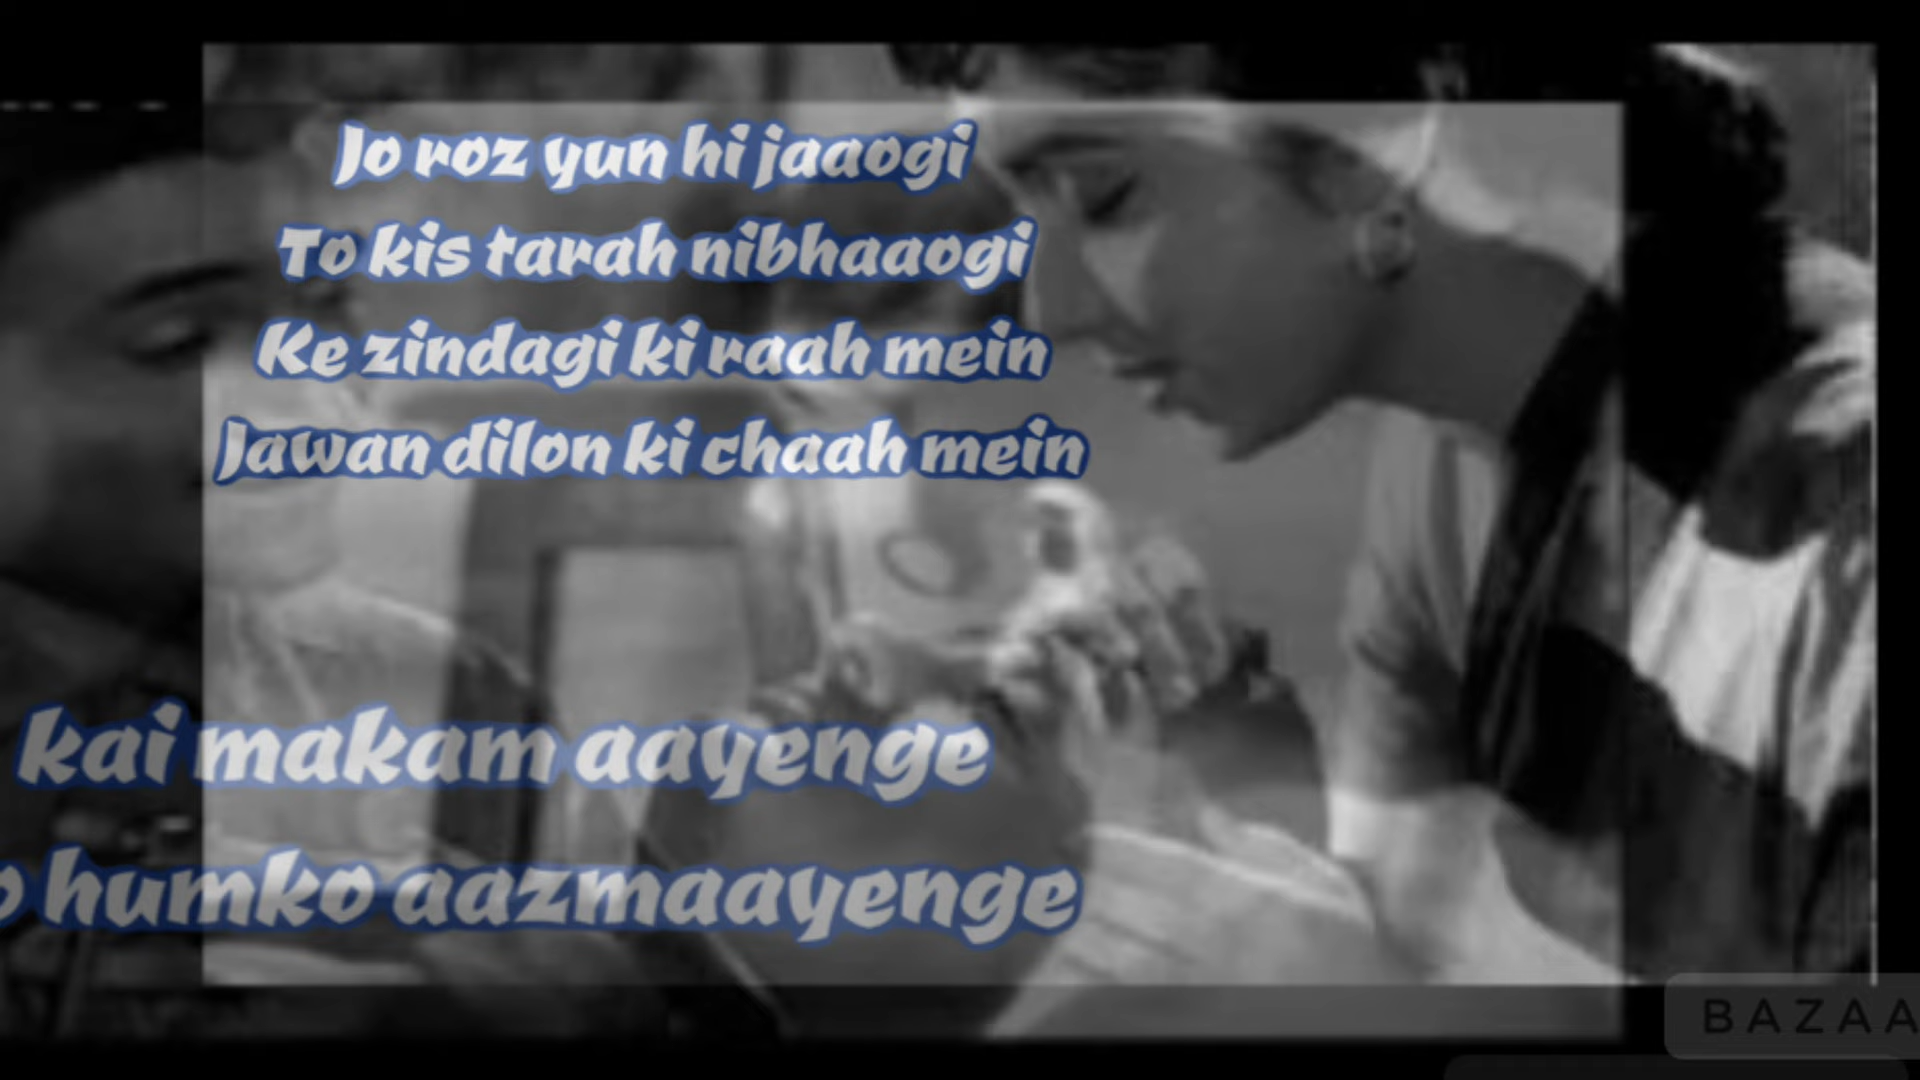 Jo roz yun hi jaaogi
To kis tarah nibhaaogi
Ke zindagi ki raah mein
Jawan dilon ki chaah mein
kai makam aayenge
humko aazmaayenge
BAZAA